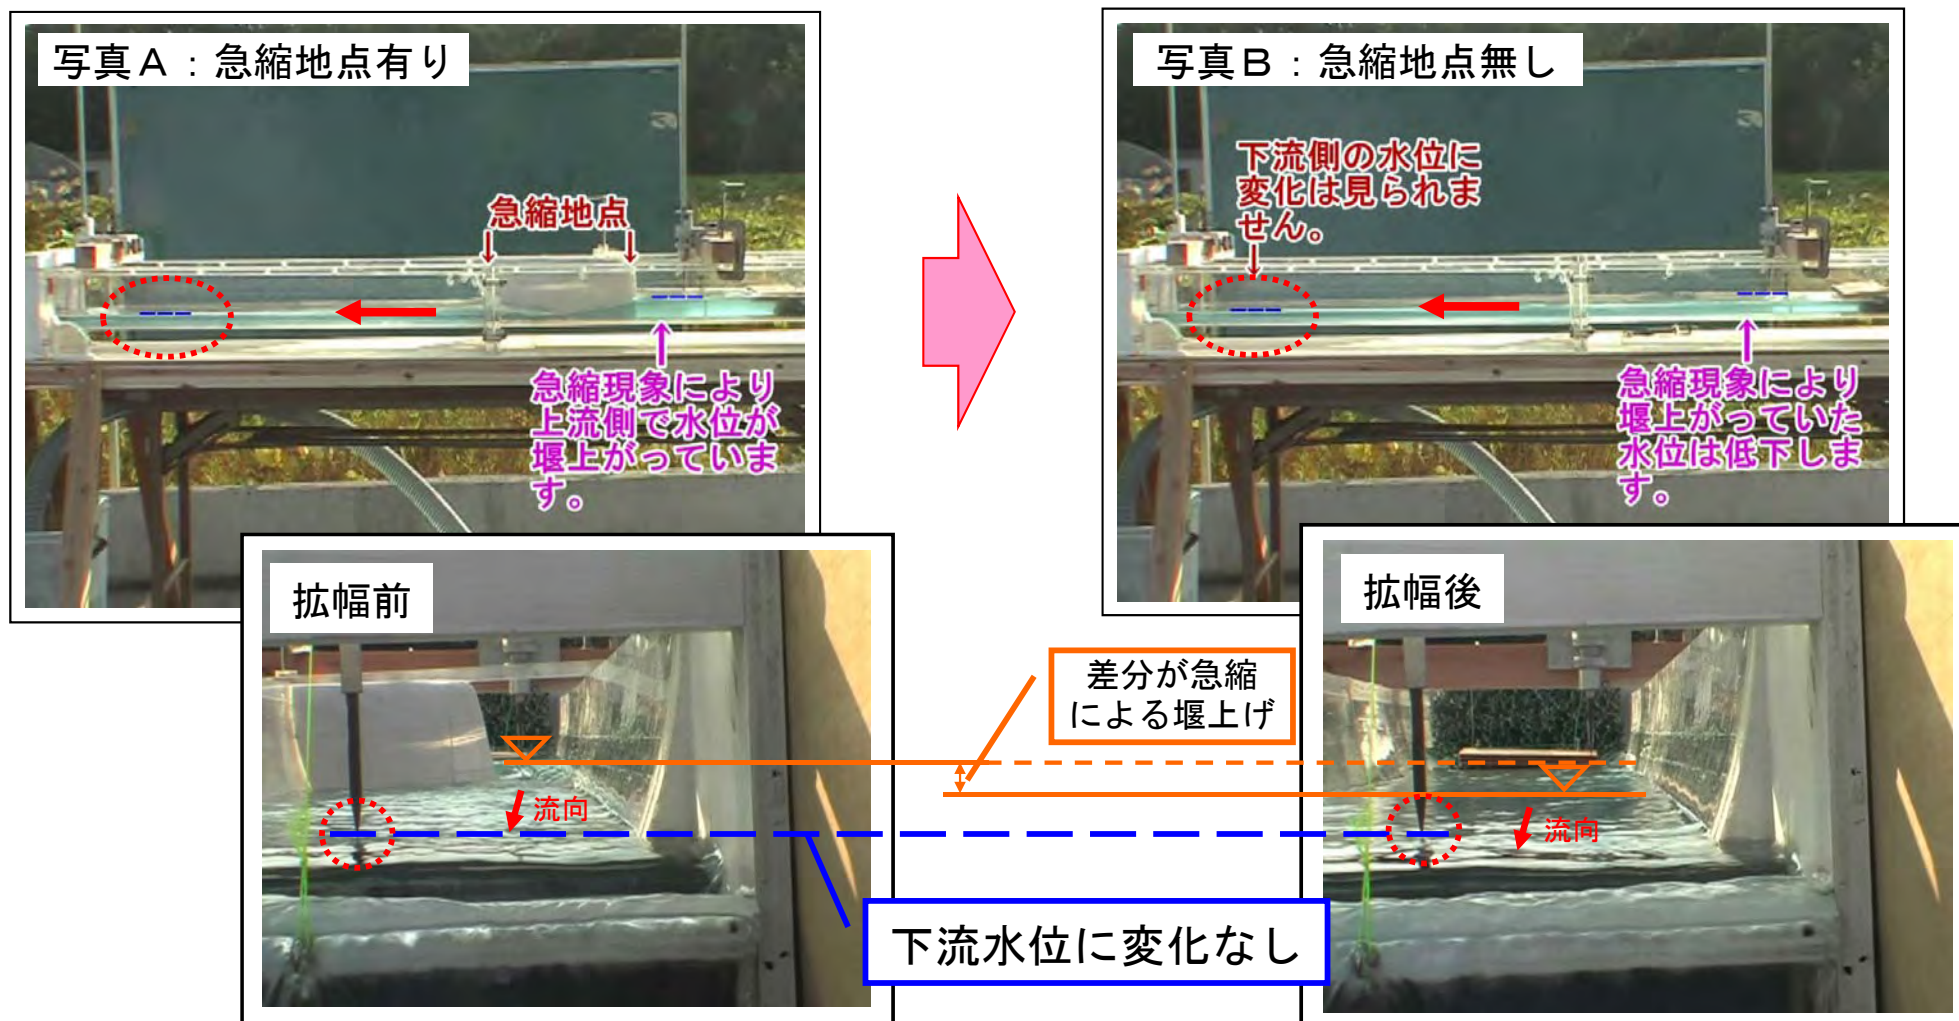 写真A：急縮地点有り
急縮地点
急縮現象により
上流側で水位が
堰上がっていま
す。
写真B：急縮地点無し
下流側の水位に
変化は見られま
せん。
急縮現象により
堰上がっていた
水位は低下しま
す。
拡幅前
流向
差分が急縮
による堰上げ
拡幅後
流向
下流水位に変化なし